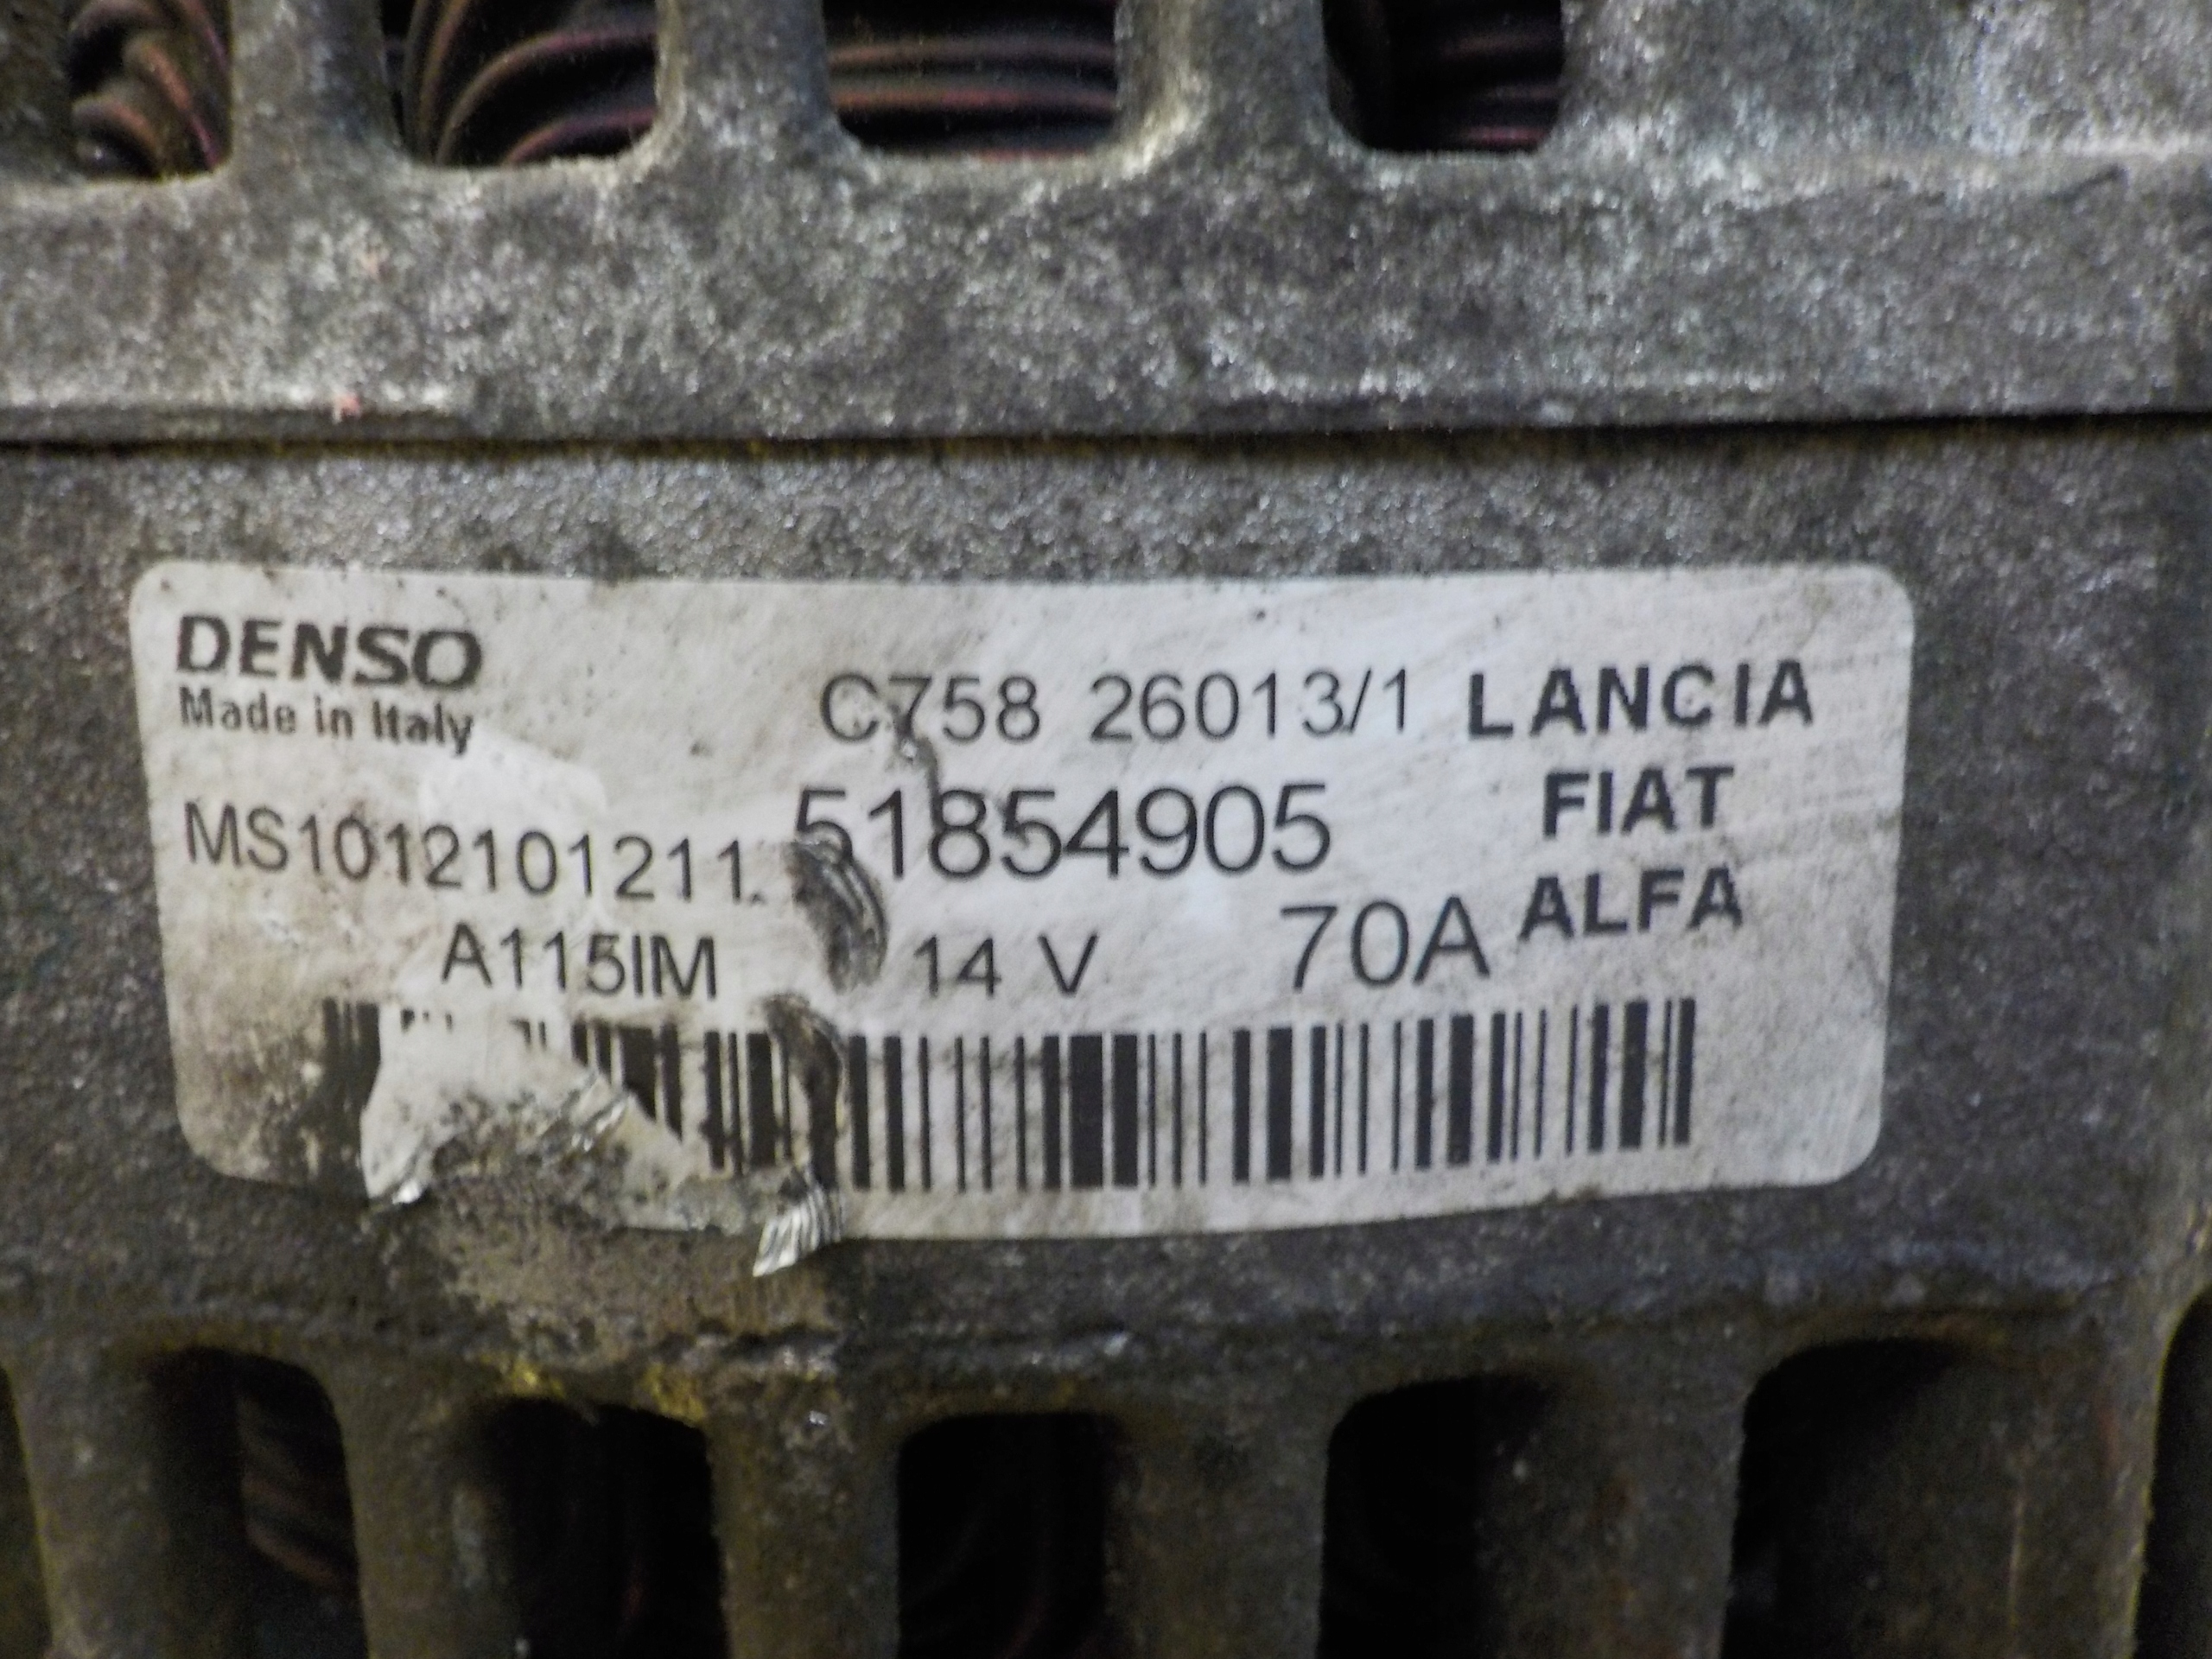 DENSO
Made in Italy
C758 26013/1 LANCIA
51854905 FIAT
MS1012101211
70A ALFA
A115IM 14 V